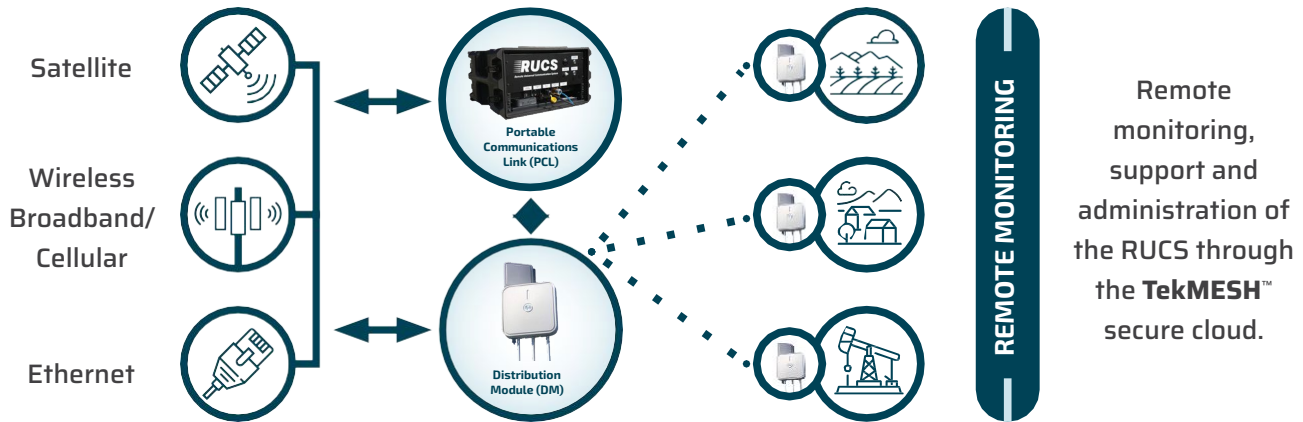 Satellite
Wireless
Broadband/
Cellular
Ethernet
RUCS
Portable
Communications
Link (PCL)
Distribution
Module (DM)
REMOTE MONITORING
Remote
monitoring,
support and
administration of
the RUCS through
the TekMESH™
secure cloud.